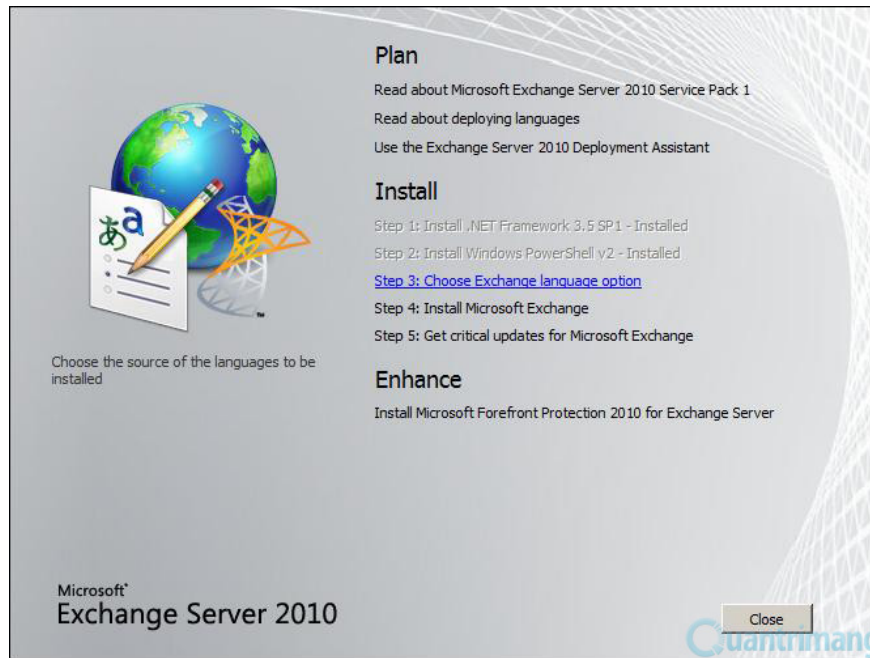 Plan
Read about Microsoft Exchange Server 2010 Service Pack 1
Read about deploying languages
Use the Exchange Server 2010 Deployment Assistant
Install
Step 1: Install .NET Framework 3.5 SP1 - Installed
Step 2: Install Windows PowerShell v2 - Installed
Step 3: Choose Exchange language option
Step 4: Install Microsoft Exchange
Step 5: Get critical updates for Microsoft Exchange
Enhance
Install Microsoft Forefront Protection 2010 for Exchange Server
あa
TM
Choose the source of the languages to be
installed
Microsoft®
Exchange Server 2010
Close
Quantrimang